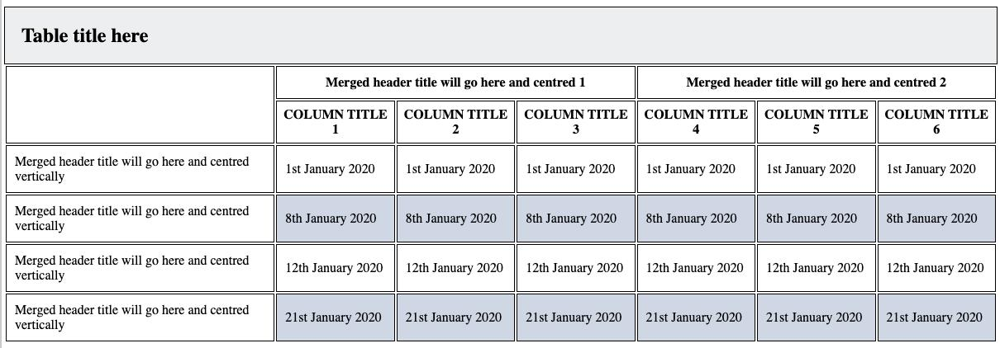 Table title here
Merged header title will go here and centred 1
Merged header title will go here and centred 2
COLUMN TITLE
1
COLUMN TITLE
2
COLUMN TITLE
3
COLUMN TITLE
4
COLUMN TITLE
5
COLUMN TITLE
6
Merged header title will go here and centred
vertically
1st January 2020
1st January 2020
1st January 2020
1st January 2020
1st January 2020
1st January 2020
Merged header title will go here and centred
vertically
8th January 2020
8th January 2020
8th January 2020
8th January 2020
8th January 2020
8th January 2020
Merged header title will go here and centred
vertically
12th January 2020
12th January 2020
12th January 2020
12th January 2020
12th January 2020
12th January 2020
Merged header title will go here and centred
vertically
21st January 2020
21st January 2020
21st January 2020
21st January 2020
21st January 2020
21st January 2020